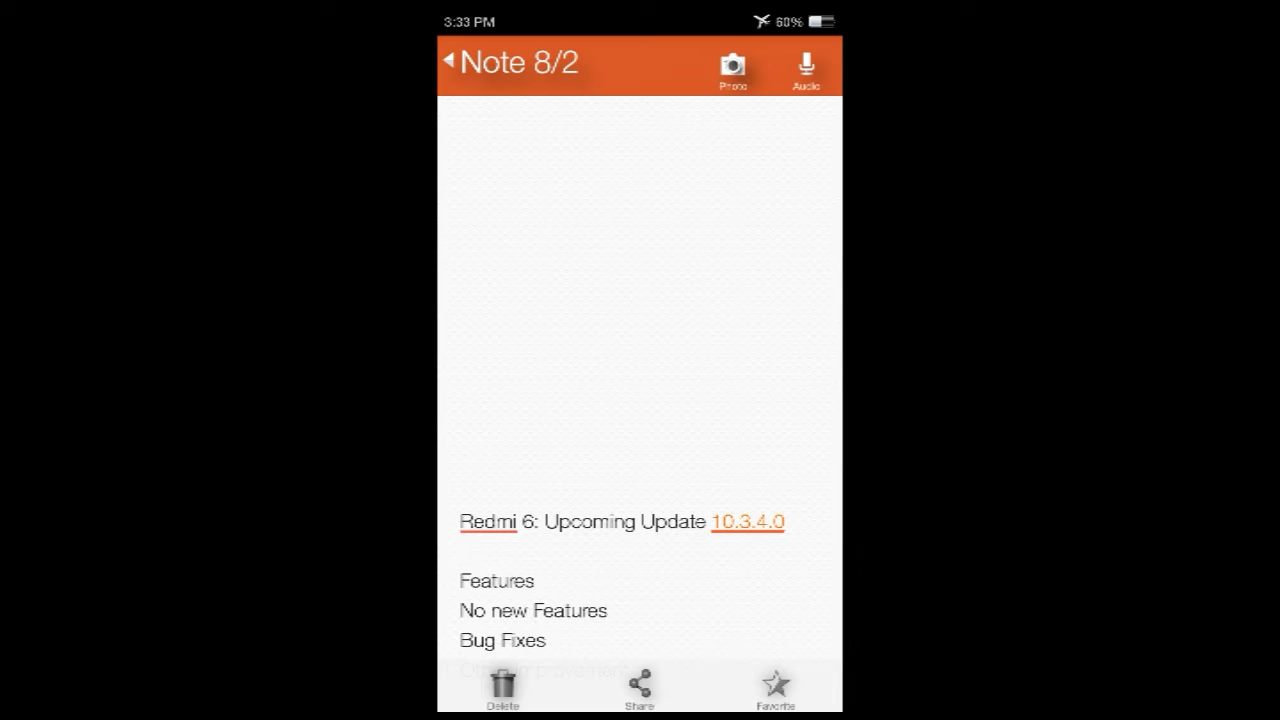 3:33 PM 60%
Note 8/2
Photo Audio
Redmi 6: Upcoming Update 10.3.4.0
Features
No new Features
Bug Fixes
Delete Share Favorite